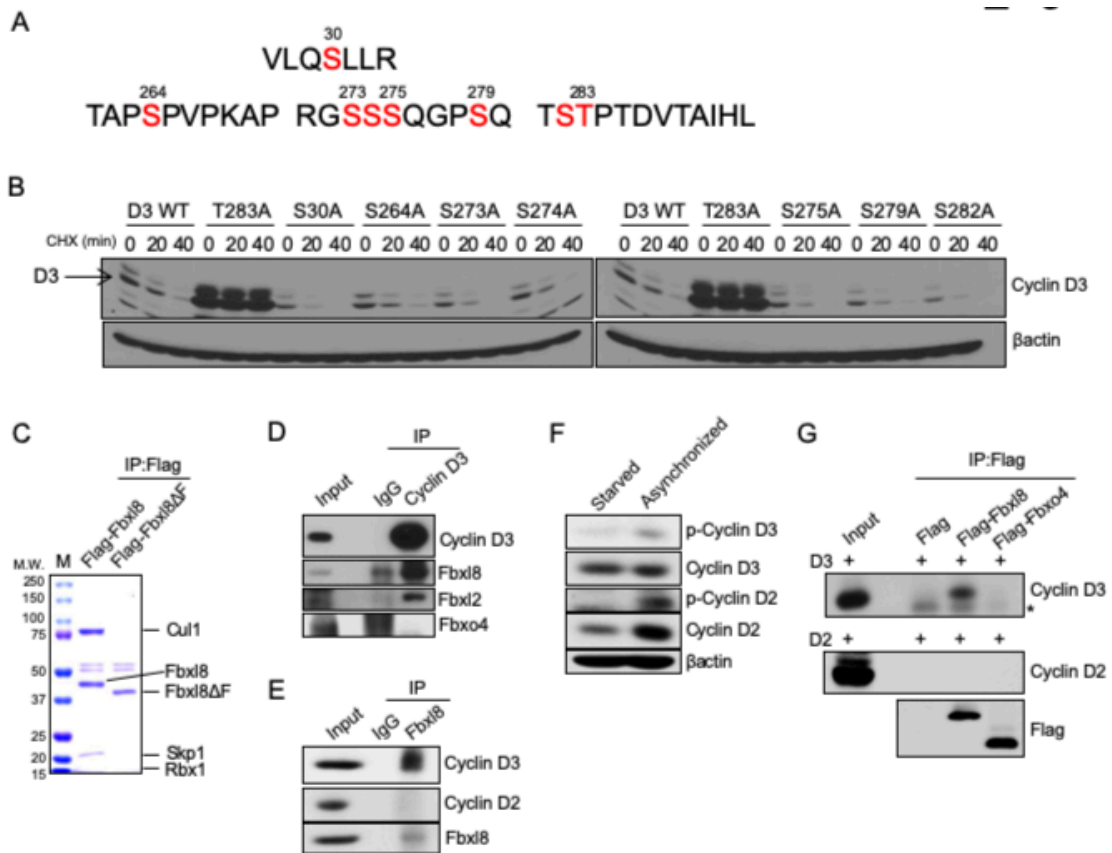 A
30
VLQSLLR
264 273 275 279 283
TAPSPVPKAP RGSSSQGPSQ TSTPTDVTAIHL
B
D3 WT T283A S30A S264A S273A S274A D3 WT T283A S275A S279A S282A
CHX (min) 0 20 40 0 20 40 0 20 40 0 20 40 0 20 40 0 20 40 0 20 40 0 20 40 0 20 40 0 20 40 0 20 40
D3
Cyclin D3
βactin
C
IP:Flag
Flag-Fbxl8
Flag-Fbxl8ΔF
M.W. M
250
150
100
75
50
37
25
20
15
Cul1
Fbxl8
Fbxl8ΔF
Skp1
Rbx1
D
IP
Input IgG Cyclin D3
Cyclin D3
Fbxl8
Fbxl2
Fbxo4
E
IP
Input IgG Fbxl8
Cyclin D3
Cyclin D2
Fbxl8
F
Starved Asynchronized
p-Cyclin D3
Cyclin D3
p-Cyclin D2
Cyclin D2
βactin
G
IP:Flag
Input Flag Flag-Fbxl8 Flag-Fbxo4
D3 + + + +
Cyclin D3
*
D2 + + + +
Cyclin D2
Flag